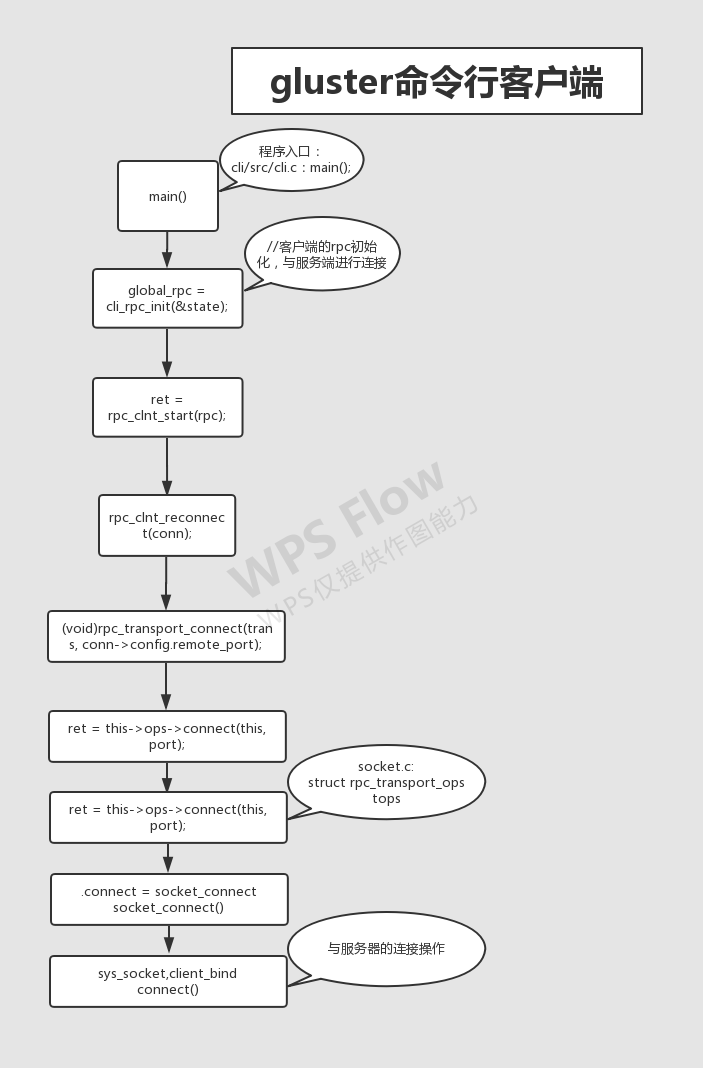 gluster命令行客户端
程序入口：
cli/src/cli.c：main();
main()
//客户端的rpc初始
化，与服务端进行连接
global_rpc =
cli_rpc_init(&state);
ret =
rpc_clnt_start(rpc);
rpc_clnt_reconnec
t(conn);
WPS Flow
WPS仅提供作图能力
(void)rpc_transport_connect(tran
s, conn->config.remote_port);
ret = this->ops->connect(this,
port);
socket.c:
struct rpc_transport_ops
tops
ret = this->ops->connect(this,
port);
.connect = socket_connect
socket_connect()
与服务器的连接操作
sys_socket,client_bind
connect()